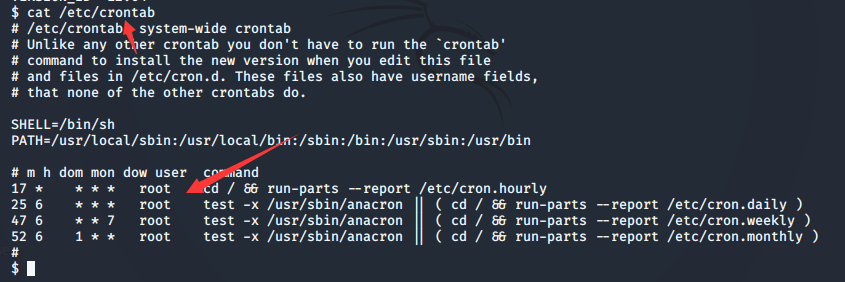 $ cat /etc/crontab
# /etc/crontab: system-wide crontab
# Unlike any other crontab you don't have to run the `crontab'
# command to install the new version when you edit this file
# and files in /etc/cron.d. These files also have username fields,
# that none of the other crontabs do.
SHELL=/bin/sh
PATH=/usr/local/sbin:/usr/local/bin:/sbin:/bin:/usr/sbin:/usr/bin
# m h dom mon dow user  command
17 *    * * *   root    cd / && run-parts --report /etc/cron.hourly
25 6    * * *   root    test -x /usr/sbin/anacron || ( cd / && run-parts --report /etc/cron.daily )
47 6    * * 7   root    test -x /usr/sbin/anacron || ( cd / && run-parts --report /etc/cron.weekly )
52 6    1 * *   root    test -x /usr/sbin/anacron || ( cd / && run-parts --report /etc/cron.monthly )
#
$